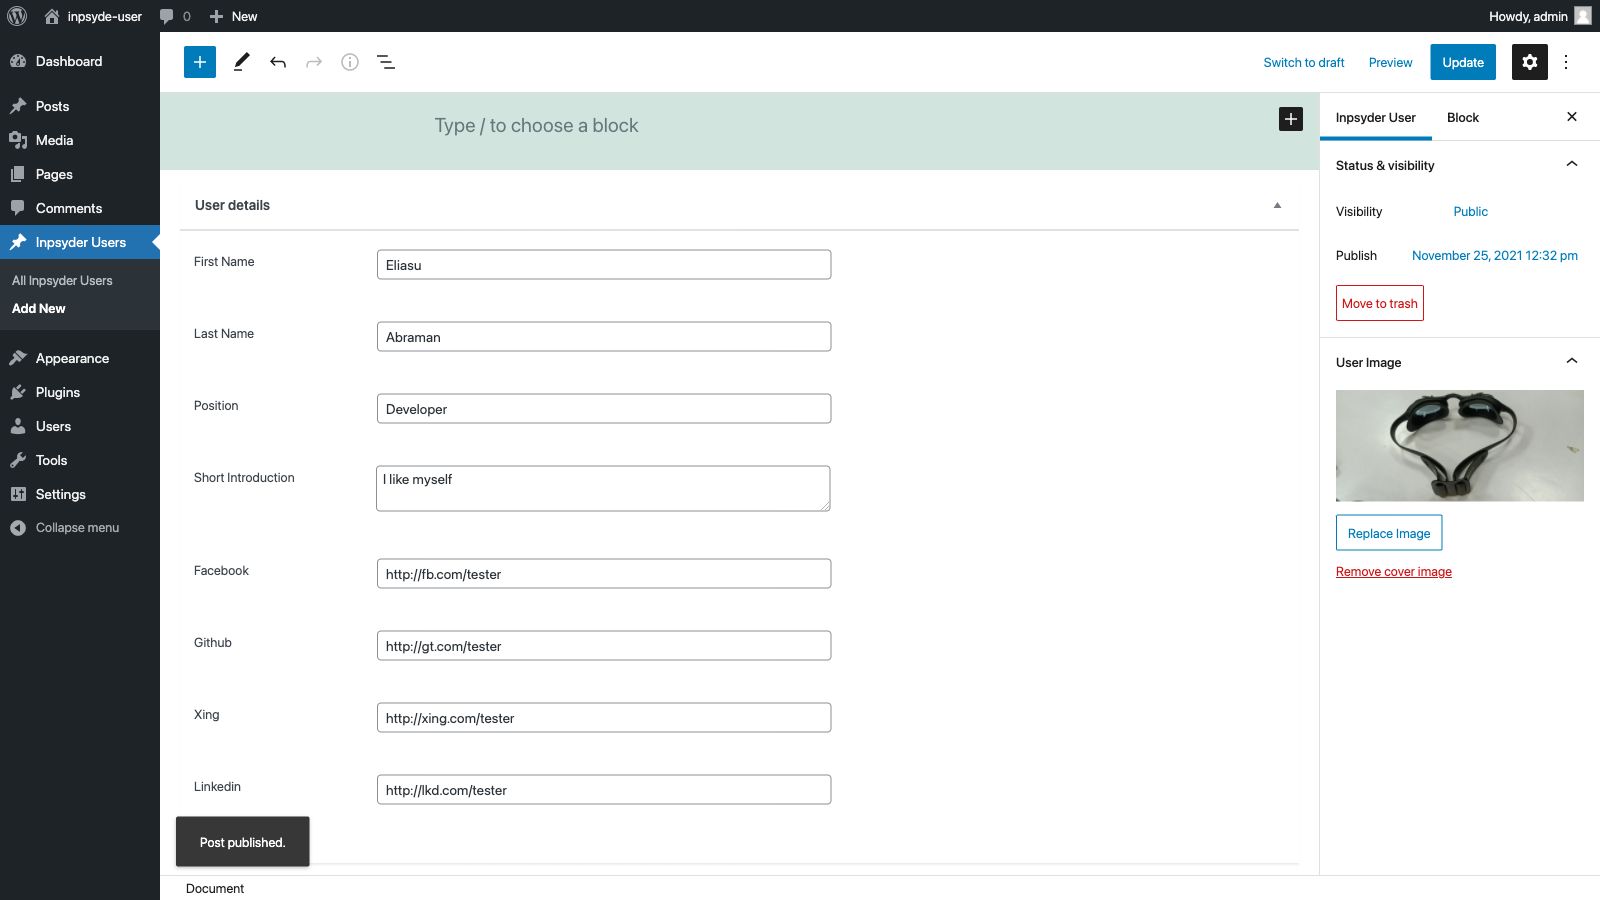 inpsyde-user 0 New Howdy, admin
Dashboard
Posts
Media
Pages
Comments
Inpsyder Users
All Inpsyder Users
Add New
Appearance
Plugins
Users
Tools
Settings
Collapse menu
Switch to draft Preview Update
Type / to choose a block
User details
First Name Eliasu
Last Name Abraman
Position Developer
Short Introduction I like myself
Facebook http://fb.com/tester
Github http://gt.com/tester
Xing http://xing.com/tester
Linkedin http://lkd.com/tester
Post published.
Document
Inpsyder User Block
Status & visibility
Visibility Public
Publish November 25, 2021 12:32 pm
Move to trash
User Image
Replace Image
Remove cover image